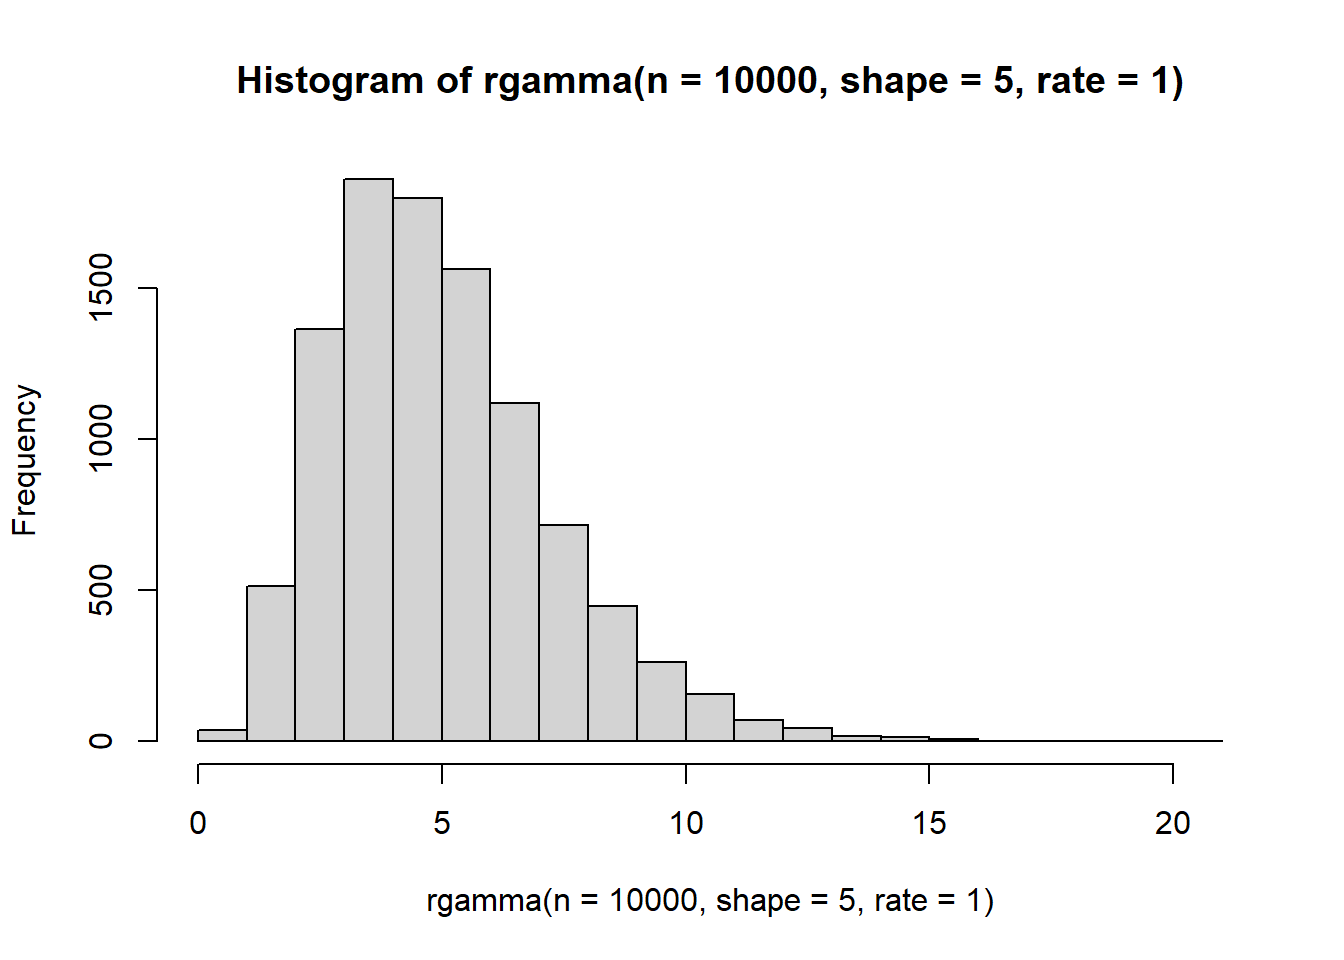 Histogram of rgamma(n = 10000, shape = 5, rate = 1)
Frequency
1500
1000
500
0
0 5 10 15 20
rgamma(n = 10000, shape = 5, rate = 1)